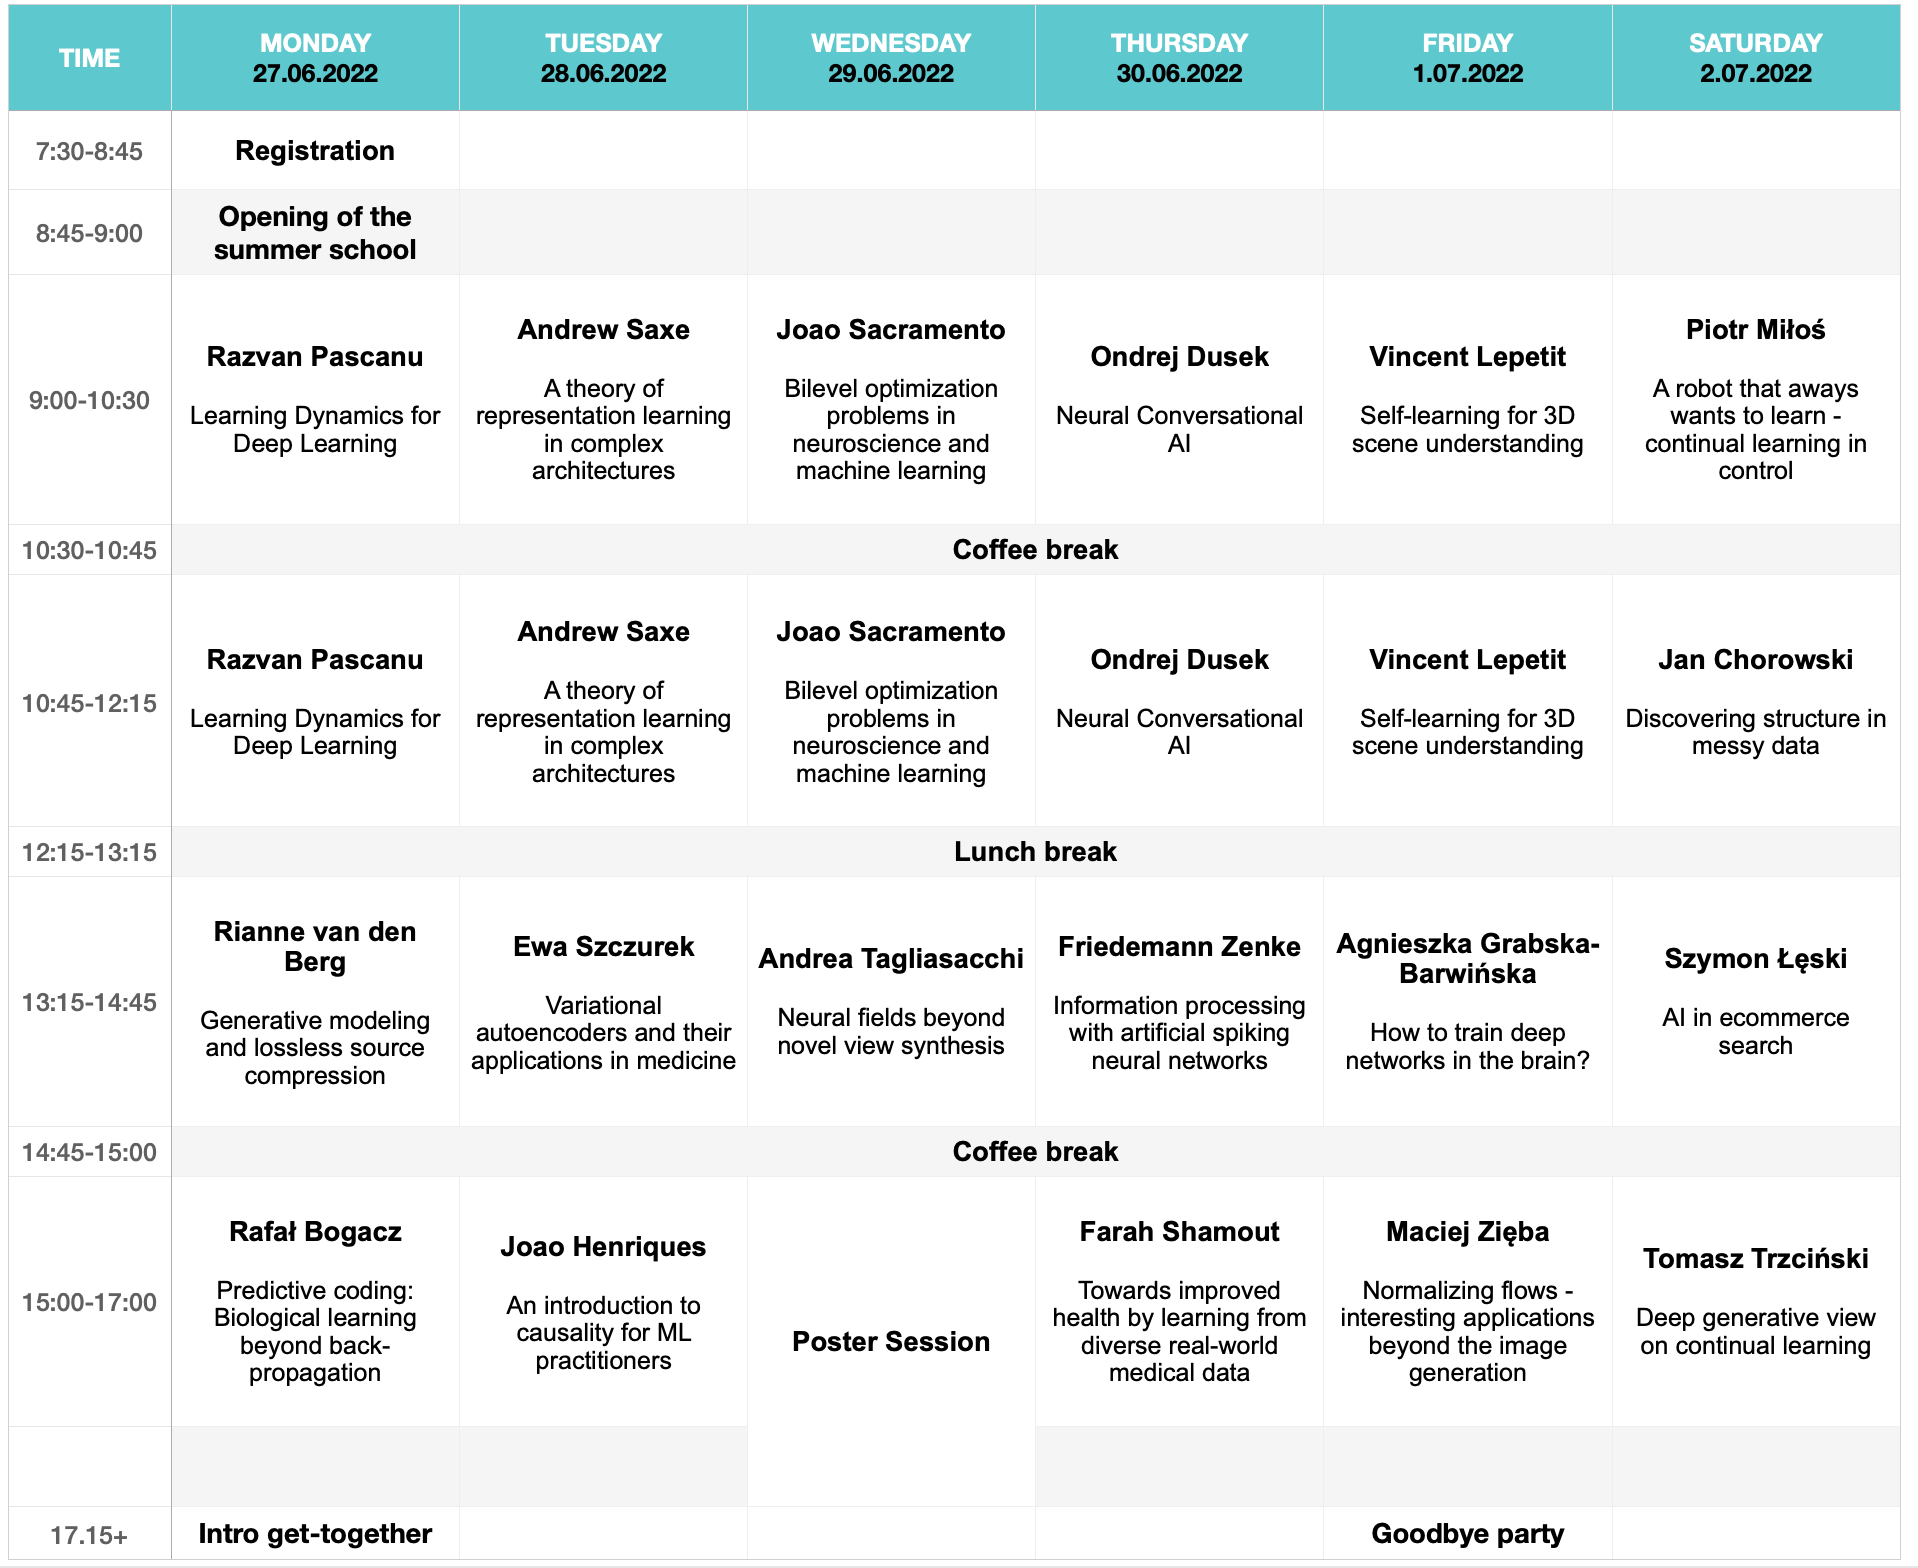 TIME
MONDAY
27.06.2022
TUESDAY
28.06.2022
WEDNESDAY
29.06.2022
THURSDAY
30.06.2022
FRIDAY
1.07.2022
SATURDAY
2.07.2022
7:30-8:45
Registration
8:45-9:00
Opening of the
summer school
9:00-10:30
Razvan Pascanu
Learning Dynamics for
Deep Learning
Andrew Saxe
A theory of
representation learning
in complex
architectures
Joao Sacramento
Bilevel optimization
problems in
neuroscience and
machine learning
Ondrej Dusek
Neural Conversational
AI
Vincent Lepetit
Self-learning for 3D
scene understanding
Piotr Miłoś
A robot that aways
wants to learn -
continual learning in
control
10:30-10:45
Coffee break
10:45-12:15
Razvan Pascanu
Learning Dynamics for
Deep Learning
Andrew Saxe
A theory of
representation learning
in complex
architectures
Joao Sacramento
Bilevel optimization
problems in
neuroscience and
machine learning
Ondrej Dusek
Neural Conversational
AI
Vincent Lepetit
Self-learning for 3D
scene understanding
Jan Chorowski
Discovering structure in
messy data
12:15-13:15
Lunch break
13:15-14:45
Rianne van den
Berg
Generative modeling
and lossless source
compression
Ewa Szczurek
Variational
autoencoders and their
applications in medicine
Andrea Tagliasacchi
Neural fields beyond
novel view synthesis
Friedemann Zenke
Information processing
with artificial spiking
neural networks
Agnieszka Grabska-
Barwińska
How to train deep
networks in the brain?
Szymon Łęski
AI in ecommerce
search
14:45-15:00
Coffee break
15:00-17:00
Rafał Bogacz
Predictive coding:
Biological learning
beyond back-
propagation
Joao Henriques
An introduction to
causality for ML
practitioners
Poster Session
Farah Shamout
Towards improved
health by learning from
diverse real-world
medical data
Maciej Zięba
Normalizing flows -
interesting applications
beyond the image
generation
Tomasz Trzciński
Deep generative view
on continual learning
17.15+
Intro get-together
Goodbye party